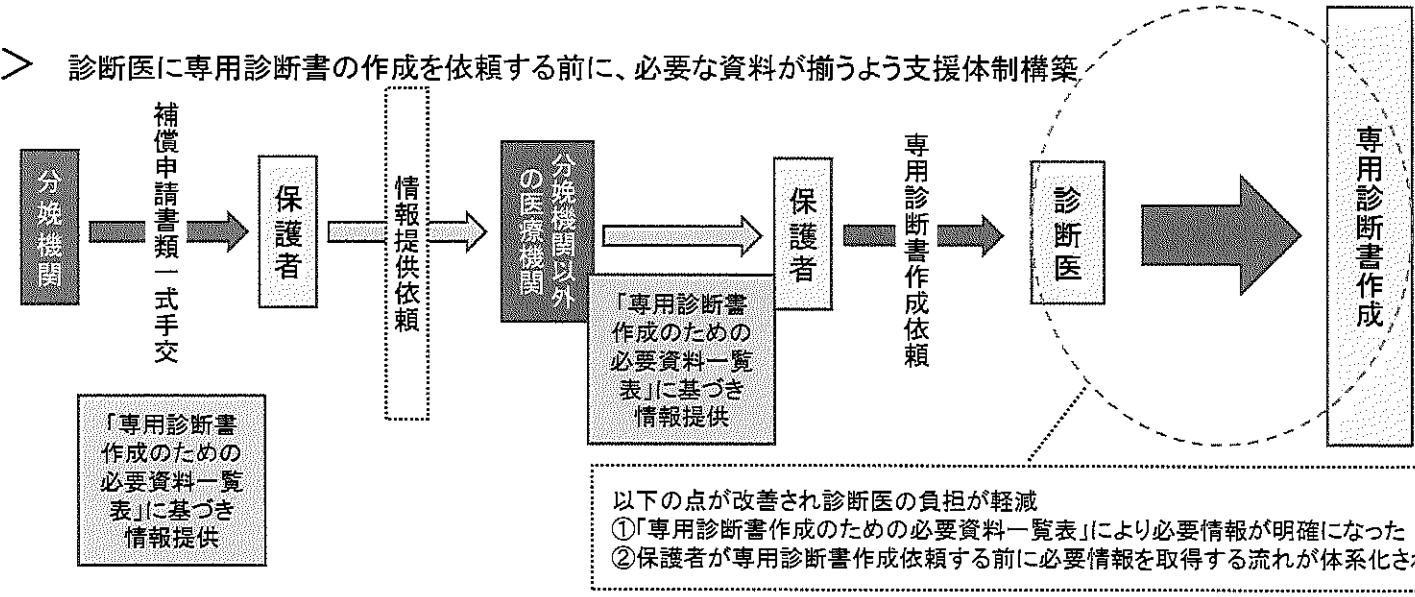 ＞ 診断医に専用診断書の作成を依頼する前に、必要な資料が揃うよう支援体制構築
分娩機関
補償申請書類一式手交
「専用診断書
作成のための
必要資料一覧
表」に基づき
情報提供
保護者
情報提供依頼
分娩機関以外
の医療機関
「専用診断書
作成のための
必要資料一覧
表」に基づき
情報提供
保護者
専用診断書作成依頼
診断医
専用診断書作成
以下の点が改善され診断医の負担が軽減
①「専用診断書作成のための必要資料一覧表」により必要情報が明確になった
②保護者が専用診断書作成依頼する前に必要情報を取得する流れが体系化さ